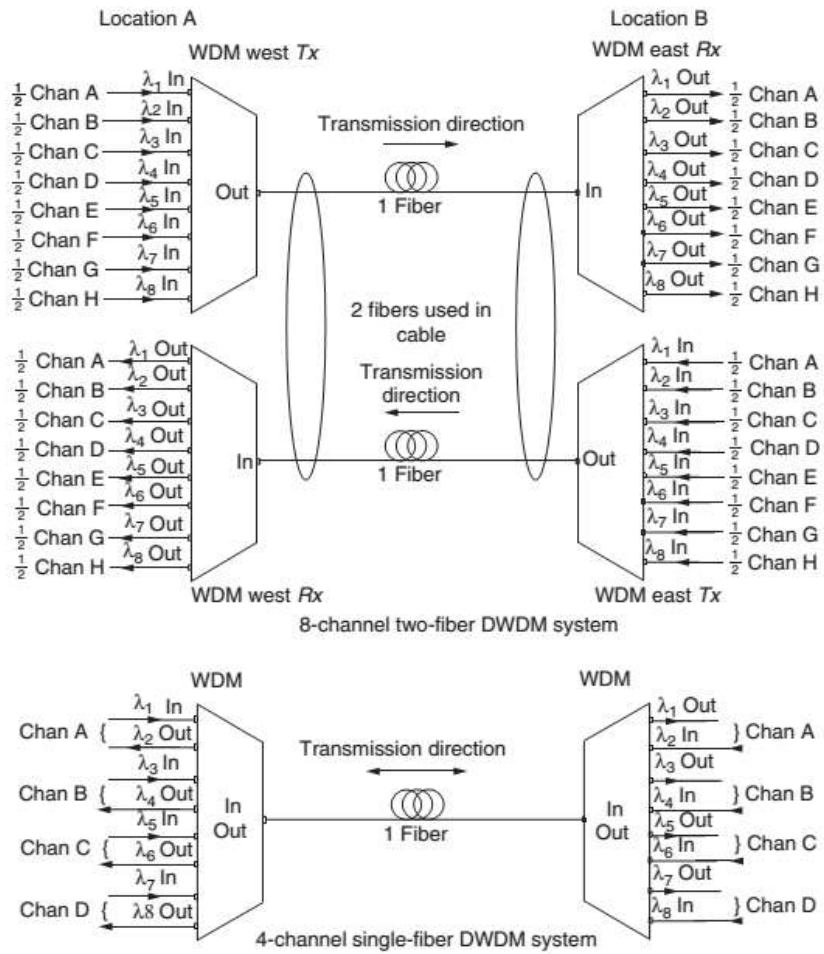 Location A
Location B
WDM west Tx
WDM east Rx
½ Chan A λ₁ In
½ Chan B λ2 In
½ Chan C λ₃ In
½ Chan D λ₄ In
½ Chan E λ₅ In
½ Chan F λ₆ In
½ Chan G λ₇ In
½ Chan H λ₈ In
Out
Transmission direction
1 Fiber
In
λ₁ Out ½ Chan A
λ₂ Out ½ Chan B
λ₃ Out ½ Chan C
λ₄ Out ½ Chan D
λ₅ Out ½ Chan E
λ₆ Out ½ Chan F
λ₇ Out ½ Chan G
λ₈ Out ½ Chan H
2 fibers used in
cable
½ Chan A λ₁ Out
½ Chan B λ₂ Out
½ Chan C λ₃ Out
½ Chan D λ₄ Out
½ Chan E λ₅ Out
½ Chan F λ₆ Out
½ Chan G λ₇ Out
½ Chan H λ₈ Out
In
Transmission
direction
1 Fiber
Out
λ₁ In ½ Chan A
λ₂ In ½ Chan B
λ₃ In ½ Chan C
λ₄ In ½ Chan D
λ₅ In ½ Chan E
λ₆ In ½ Chan F
λ₇ In ½ Chan G
λ₈ In ½ Chan H
WDM west Rx
WDM east Tx
8-channel two-fiber DWDM system
WDM
WDM
λ₁ In
Chan A { λ₂ Out
λ₃ In
Chan B { λ₄ Out
λ₅ In
Chan C { λ₆ Out
λ₇ In
Chan D { λ8 Out
In
Out
Transmission direction
1 Fiber
In
Out
λ₁ Out
λ₂ In } Chan A
λ₃ Out
λ₄ In } Chan B
λ₅ Out
λ₆ In } Chan C
λ₇ Out
λ₈ In } Chan D
4-channel single-fiber DWDM system